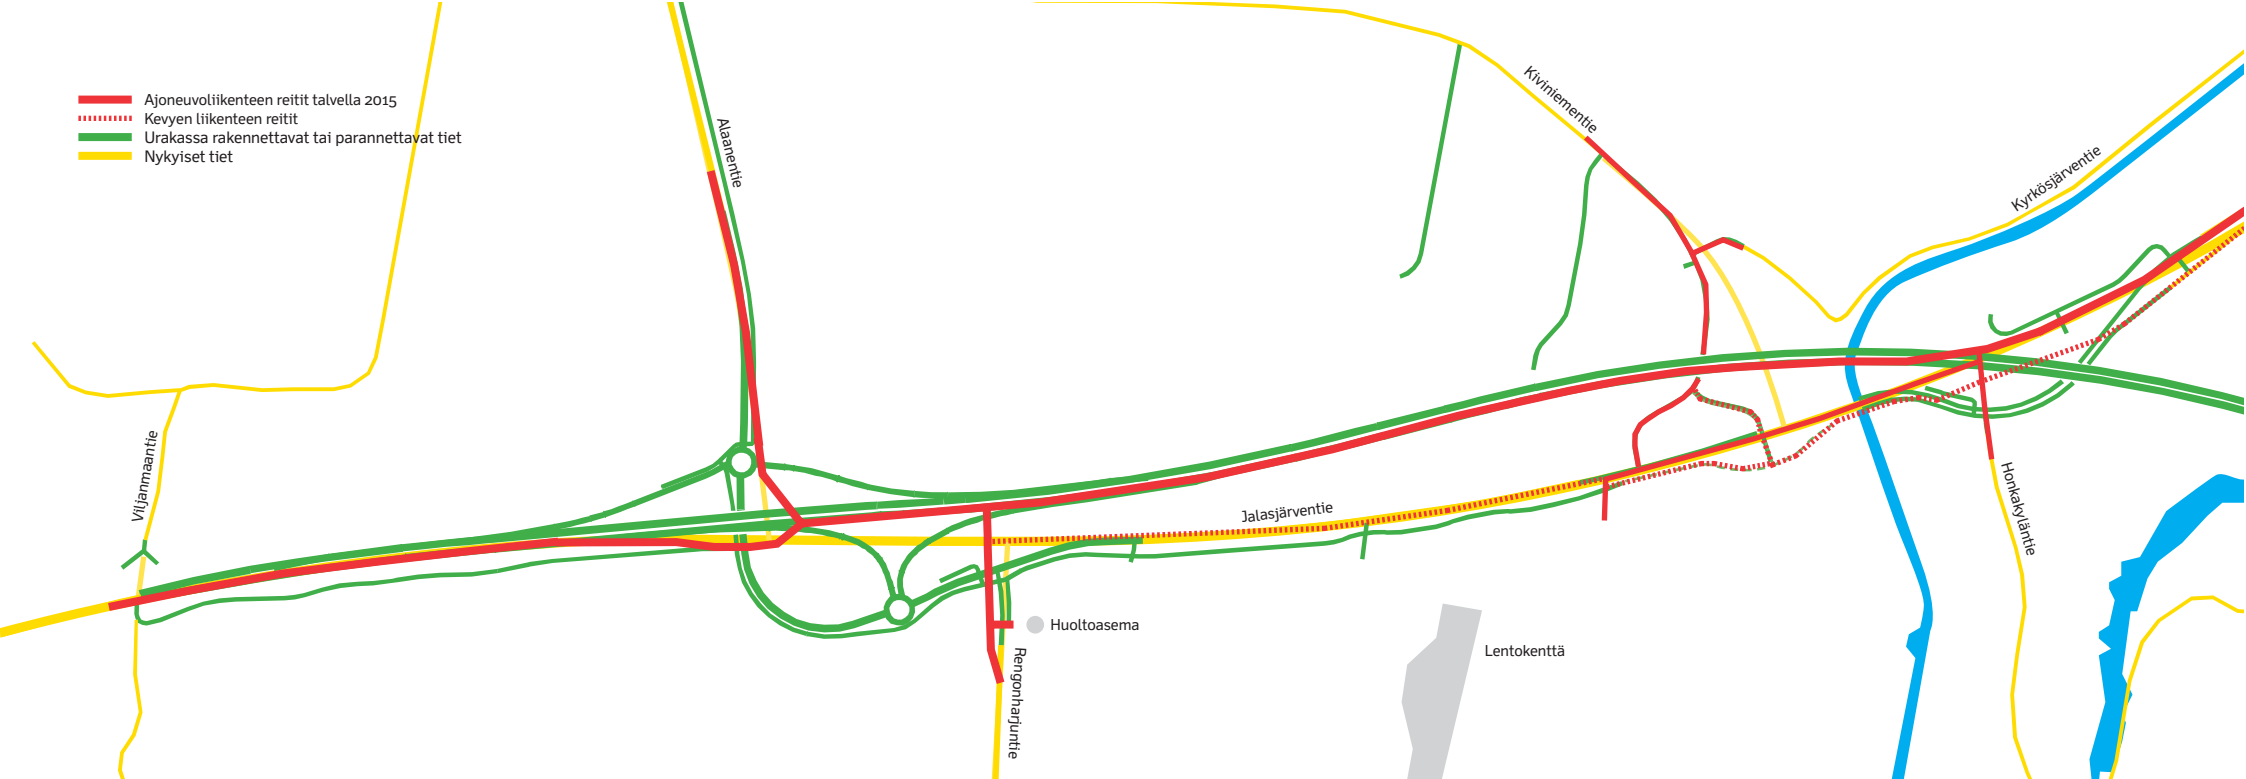 Ajoneuvoliikenteen reitit talvella 2015
Kevyen liikenteen reitit
Urakassa rakennettavat tai parannettavat tiet
Nykyiset tiet
Alaanentie
Kiviniementie
Kyrkösjärventie
Viljanmaantie
Jalasjärventie
Honkakyläntie
Huoltoasema
Rengonharjuntie
Lentokenttä